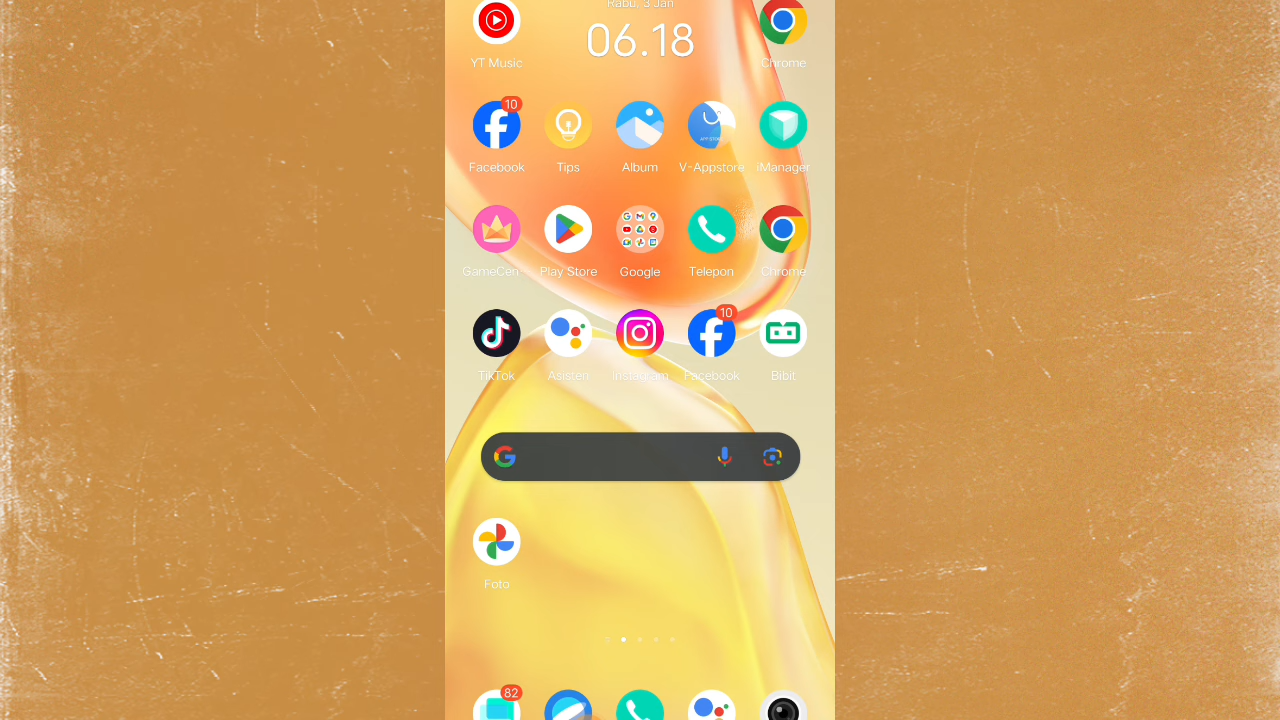 Rabu, 3 Jan
06.18
YT Music
Chrome
10
Facebook
Tips
Album
V-Appstore
iManager
GameCen
Play Store
Google
Telepon
Chrome
10
TikTok
Asisten
Instagram
Facebook
Bibit
Foto
82